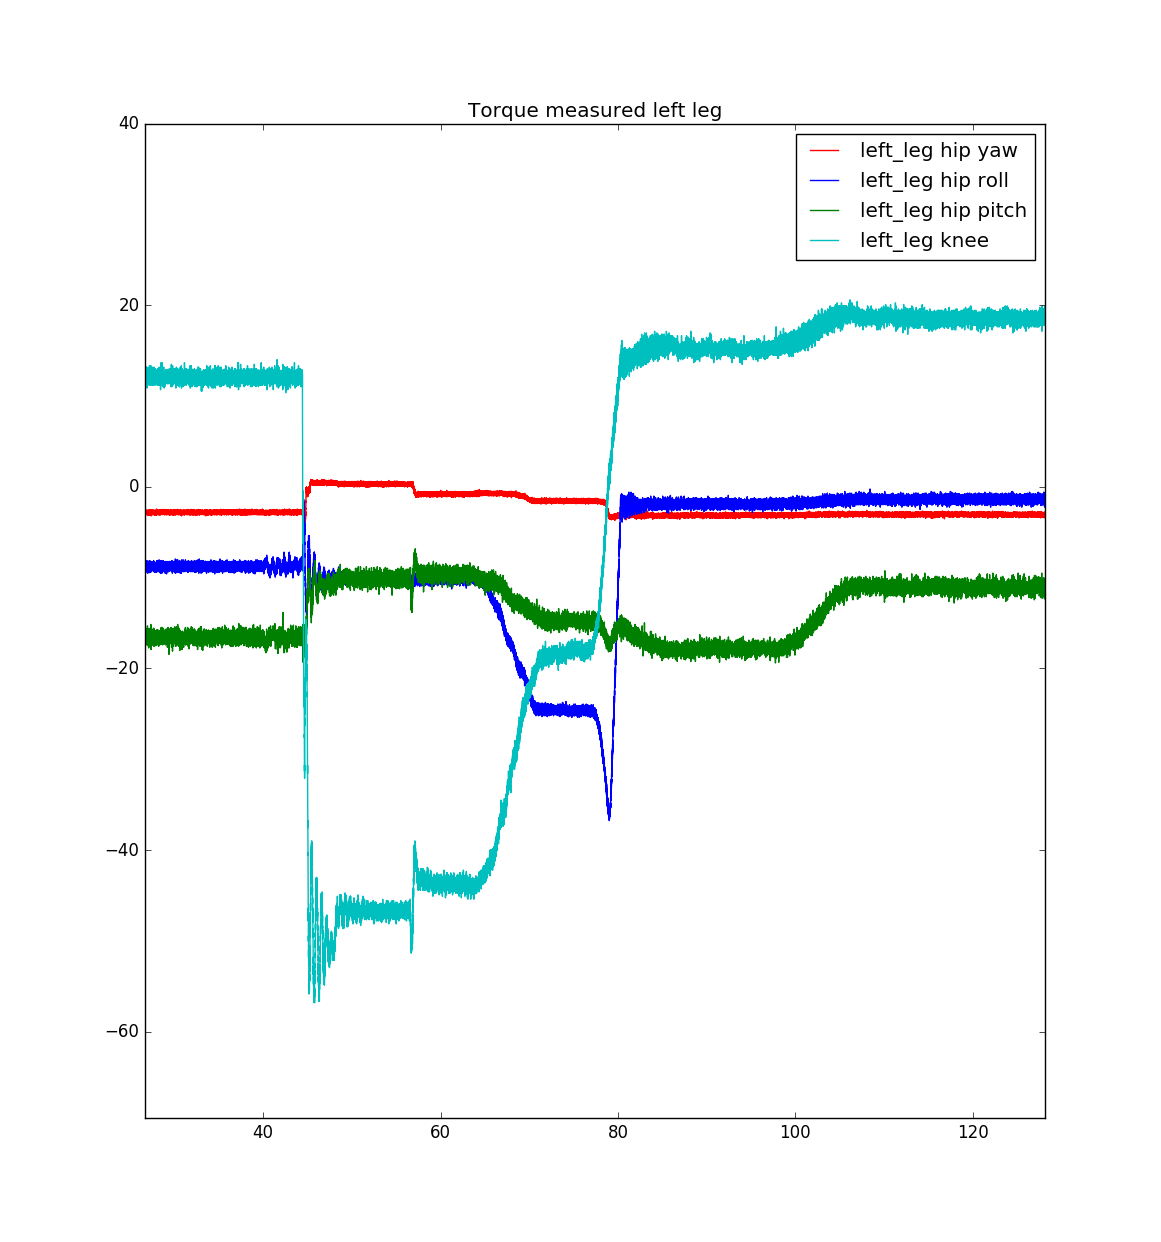 Torque measured left leg
left_leg hip yaw
left_leg hip roll
left_leg hip pitch
left_leg knee
40
20
0
−20
−40
−60
40 60 80 100 120